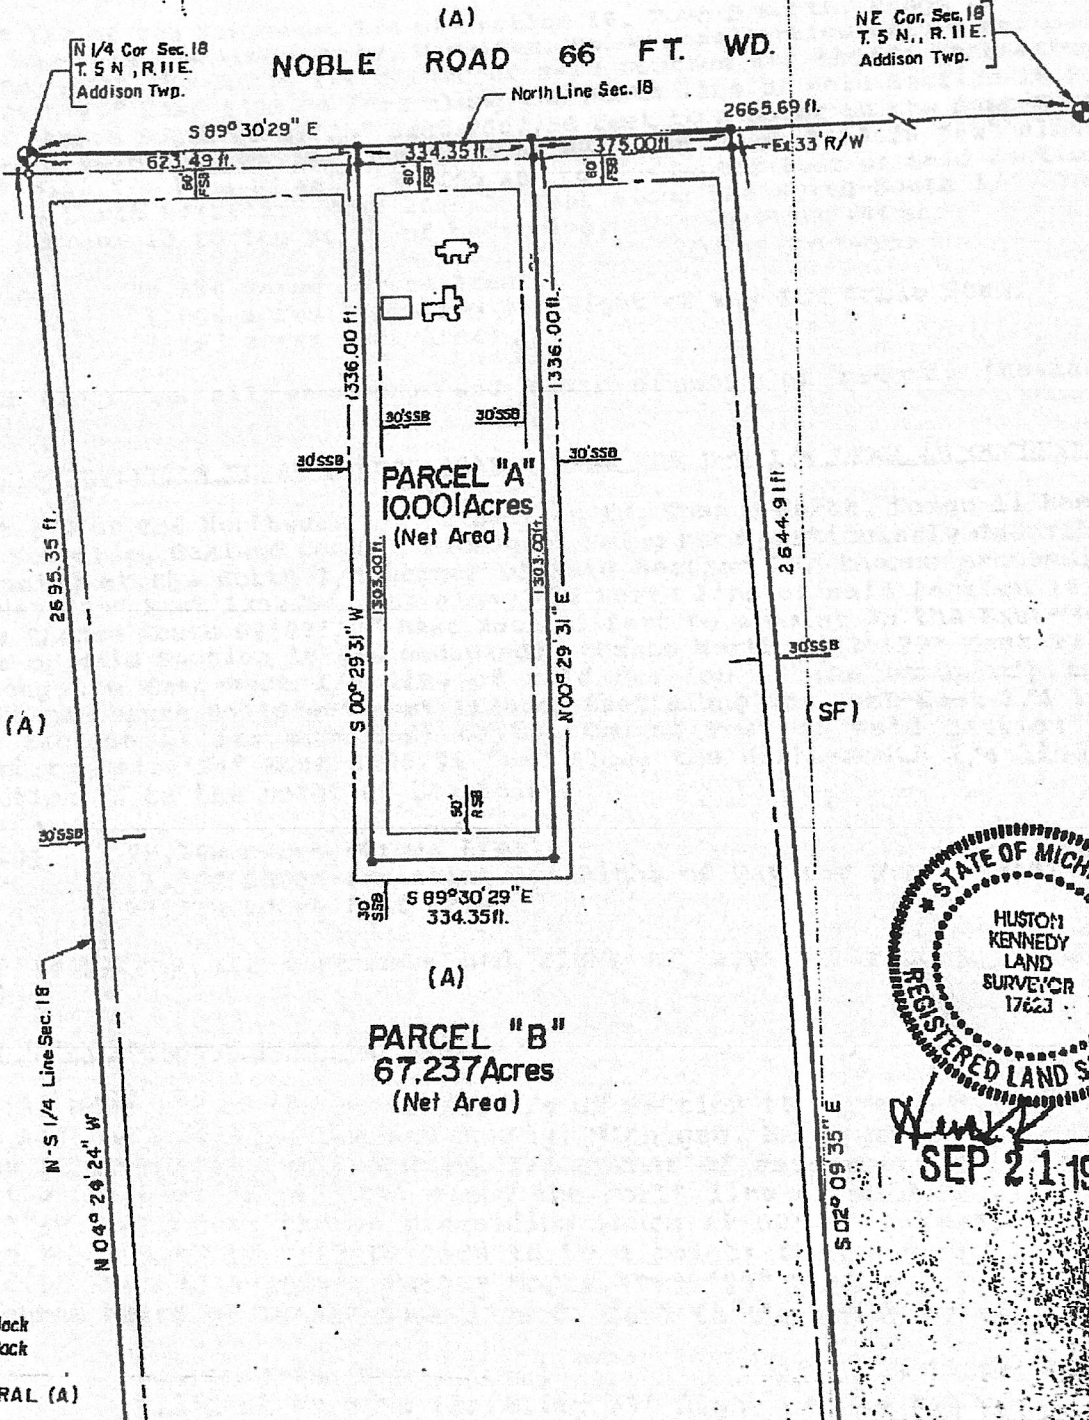 (A)
N 1/4 Cor Sec. 18
T. 5 N., R. 11 E.
Addison Twp.
NOBLE ROAD 66 FT. WD.
NE Cor. Sec. 18
T. 5 N., R. 11 E.
Addison Twp.
North Line Sec. 18
2665.69 ft.
S 89° 30' 29" E
623.49 ft.
334.35 ft.
375.00 ft.
Ex 33' R/W
60' FSB
60' FSB
60' FSB
1336.00 ft.
1336.00 ft.
30' SSB
30' SSB
30' SSB
30' SSB
PARCEL "A"
10.001 Acres
(Net Area)
1303.00 ft.
1303.00 ft.
2695.35 ft.
2644.91 ft.
S 00° 29' 31" W
N 00° 29' 31" E
30' SSB
(A)
(SF)
50' RSB
30' SSB
30' SSB
S 89° 30' 29" E
334.35 ft.
(A)
PARCEL "B"
67.237 Acres
(Net Area)
N-S 1/4 Line Sec. 18
N 04° 24' 24" W
S 02° 09' 35" E
STATE OF MICH
HUSTON
KENNEDY
LAND
SURVEYOR
17623
REGISTERED LAND S
SEP 21 19
ack
ack
RAL (A)